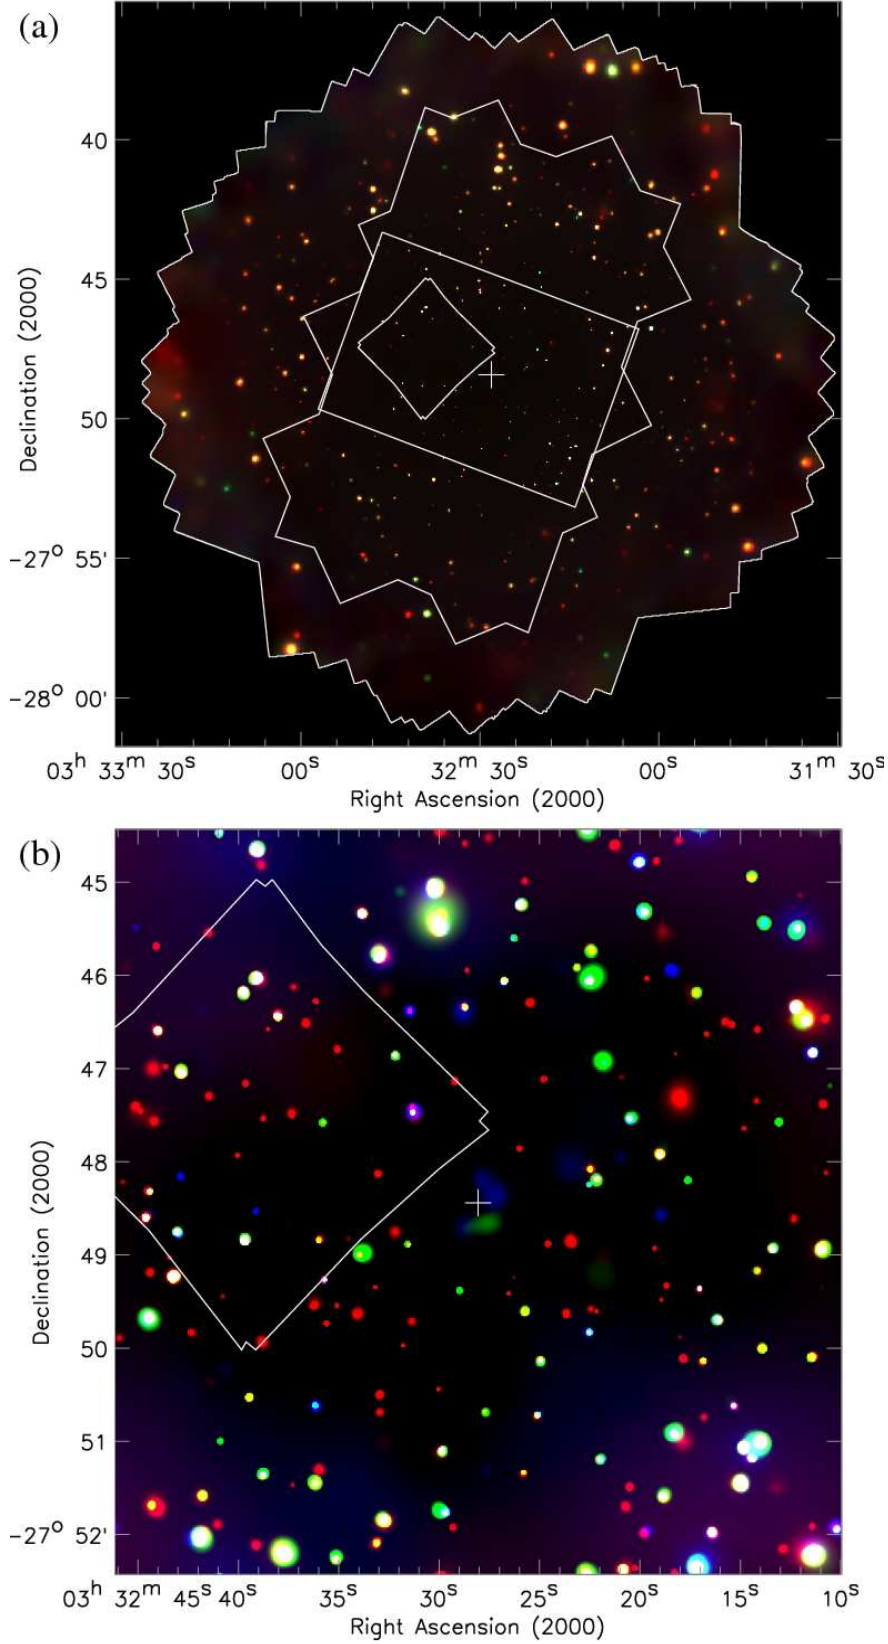 (a)
40
45
50
−27° 55'
−28° 00'
Declination (2000)
03ʰ 33ᵐ 30ˢ 00ˢ 32ᵐ 30ˢ 00ˢ 31ᵐ 30ˢ
Right Ascension (2000)
(b)
45
46
47
48
49
50
51
−27° 52'
Declination (2000)
03ʰ 32ᵐ 45ˢ 40ˢ 35ˢ 30ˢ 25ˢ 20ˢ 15ˢ 10ˢ
Right Ascension (2000)